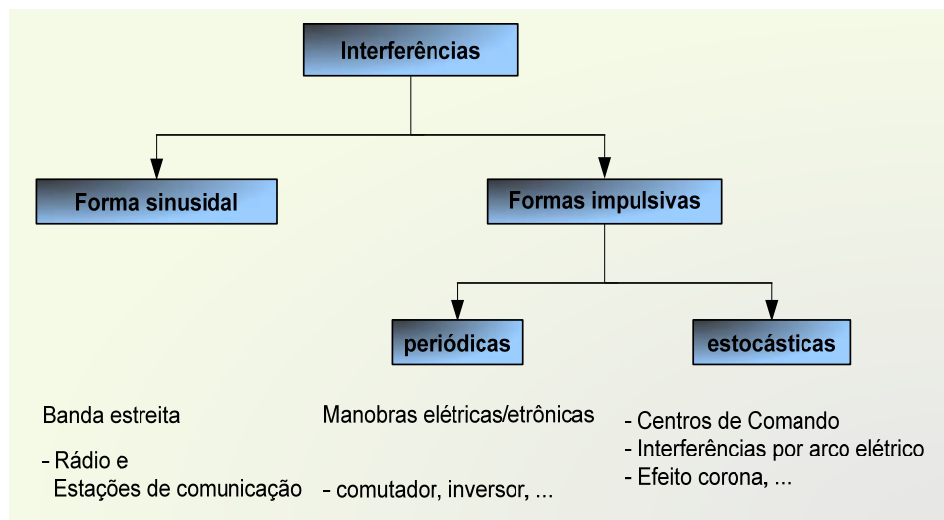 Interferências
Forma sinusidal
Formas impulsivas
periódicas
estocásticas
Banda estreita
- Rádio e
Estações de comunicação
Manobras elétricas/etrônicas
- comutador, inversor, ...
- Centros de Comando
- Interferências por arco elétrico
- Efeito corona, ...